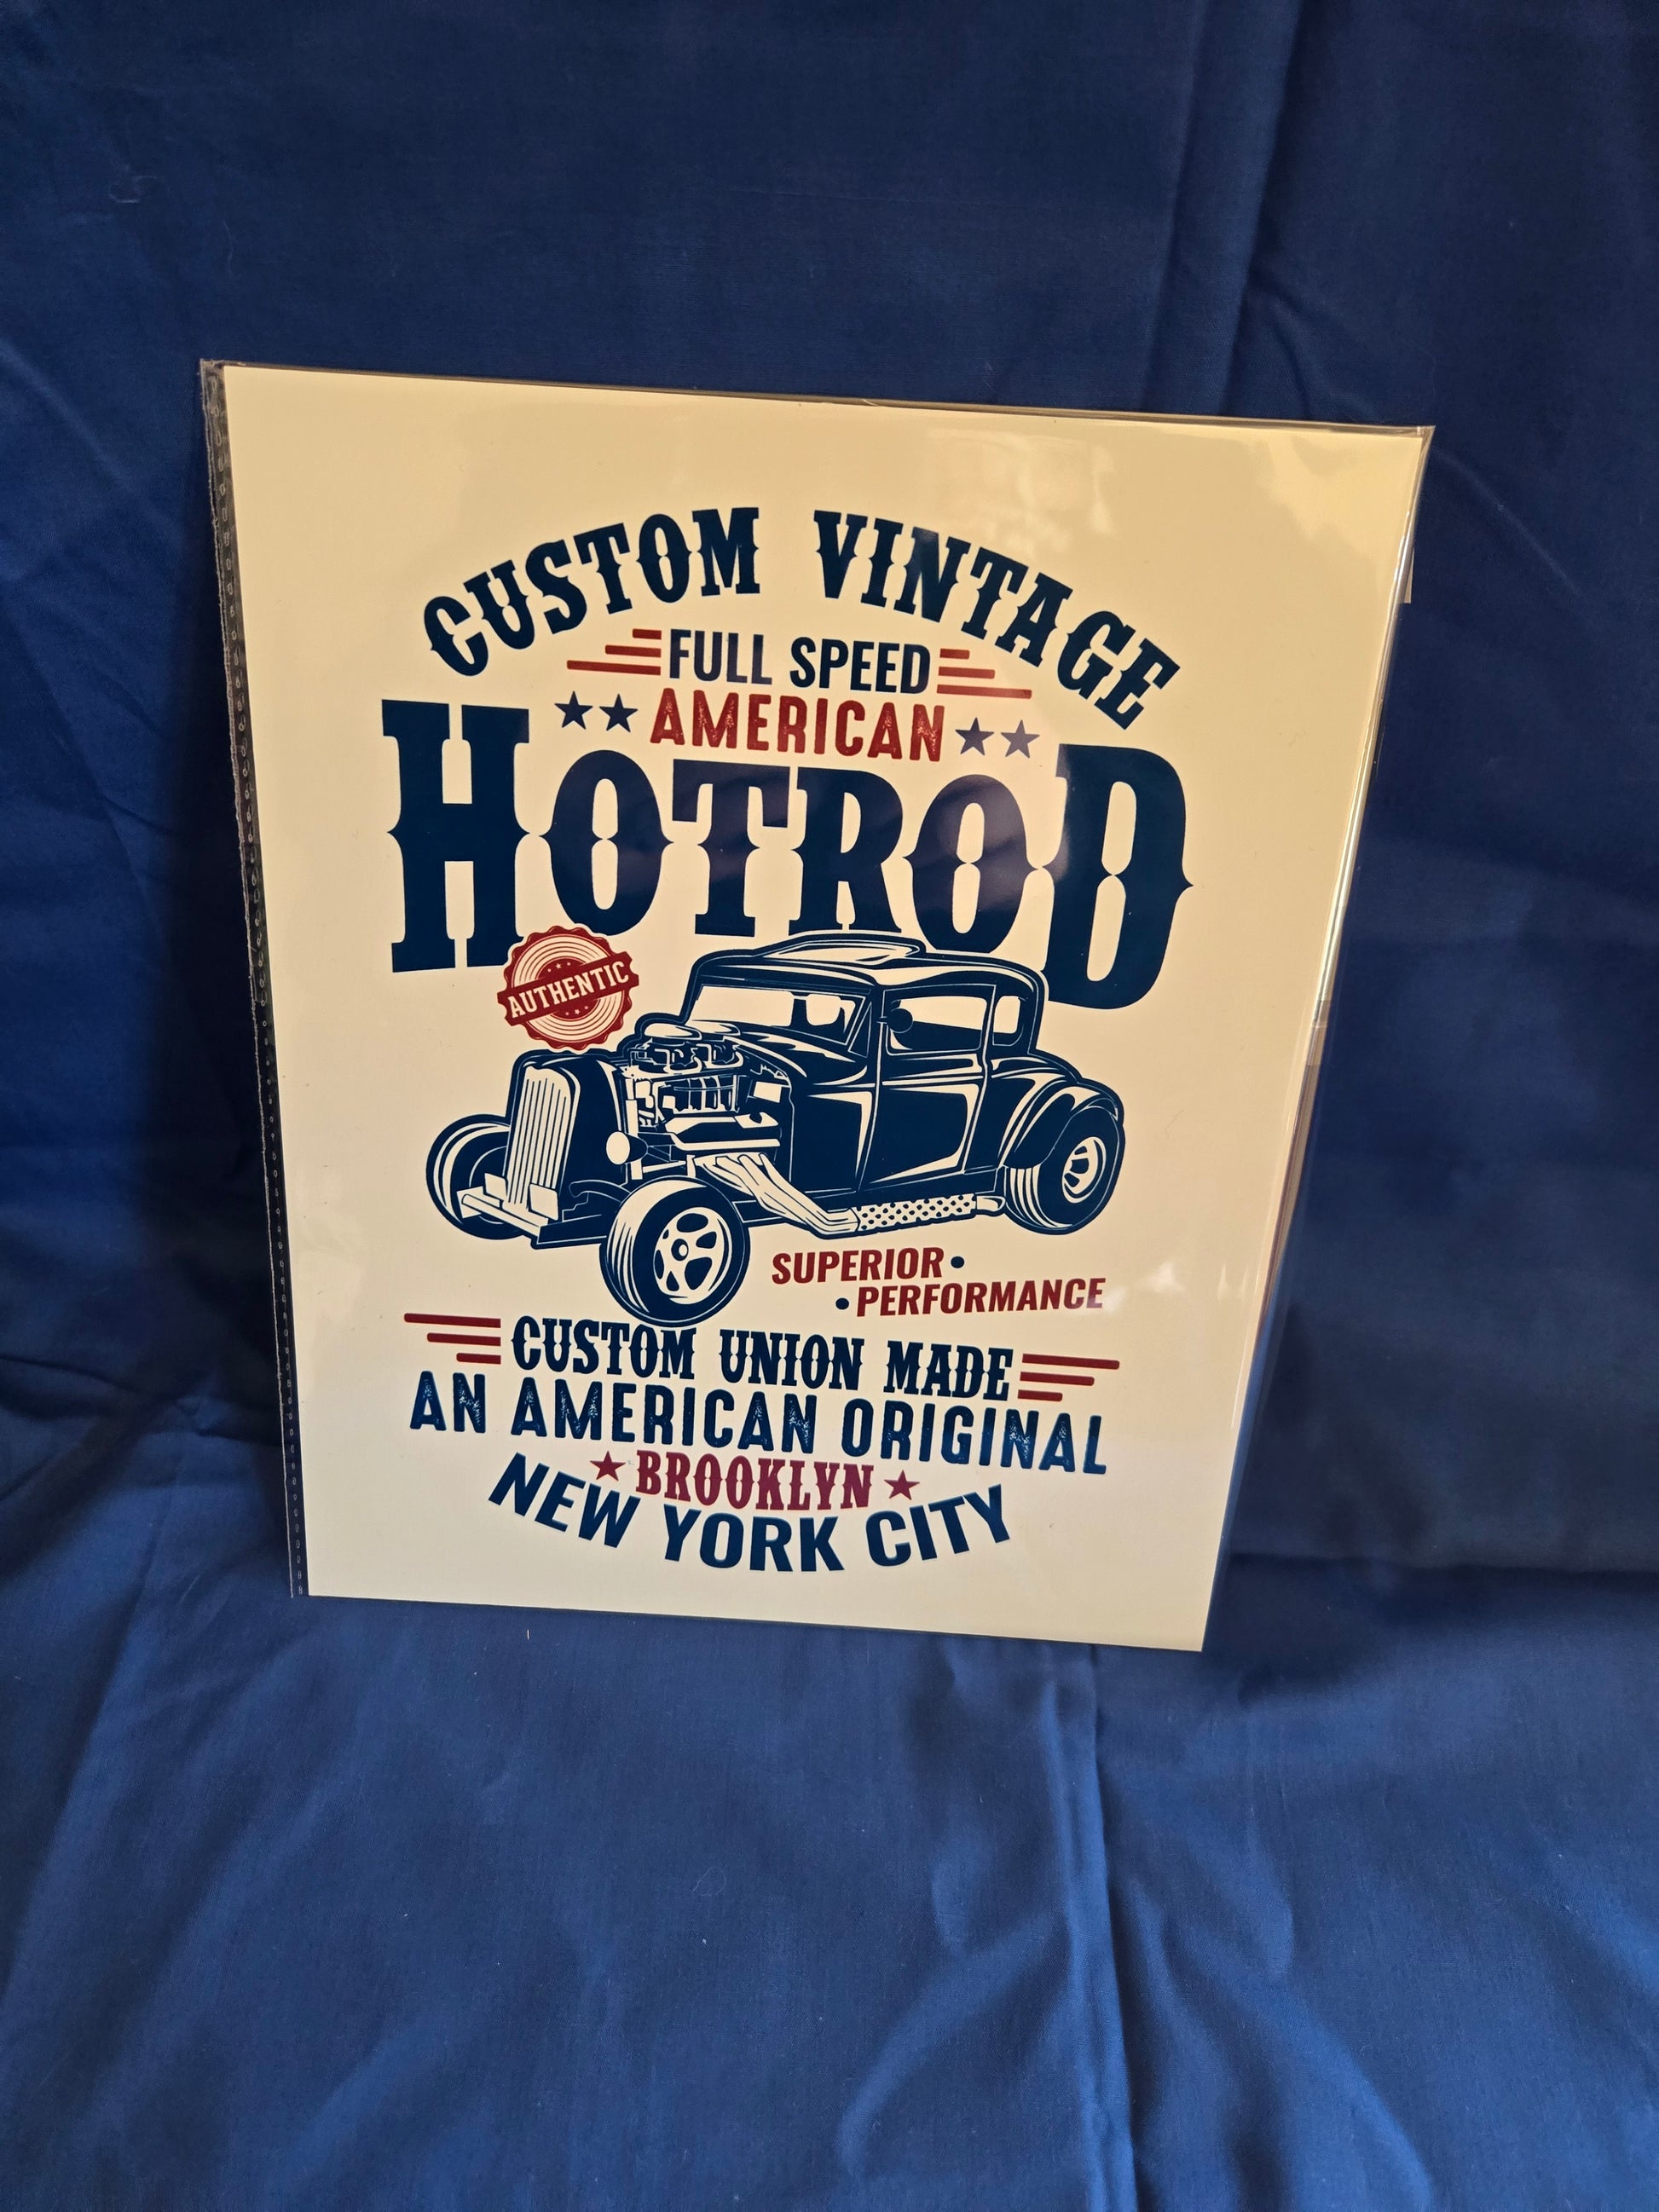 CUSTOM VINTAGE
FULL SPEED
AMERICAN
HOTROD
AUTHENTIC
SUPERIOR•
•PERFORMANCE
CUSTOM UNION MADE
AN AMERICAN ORIGINAL
BROOKLYN
NEW YORK CITY